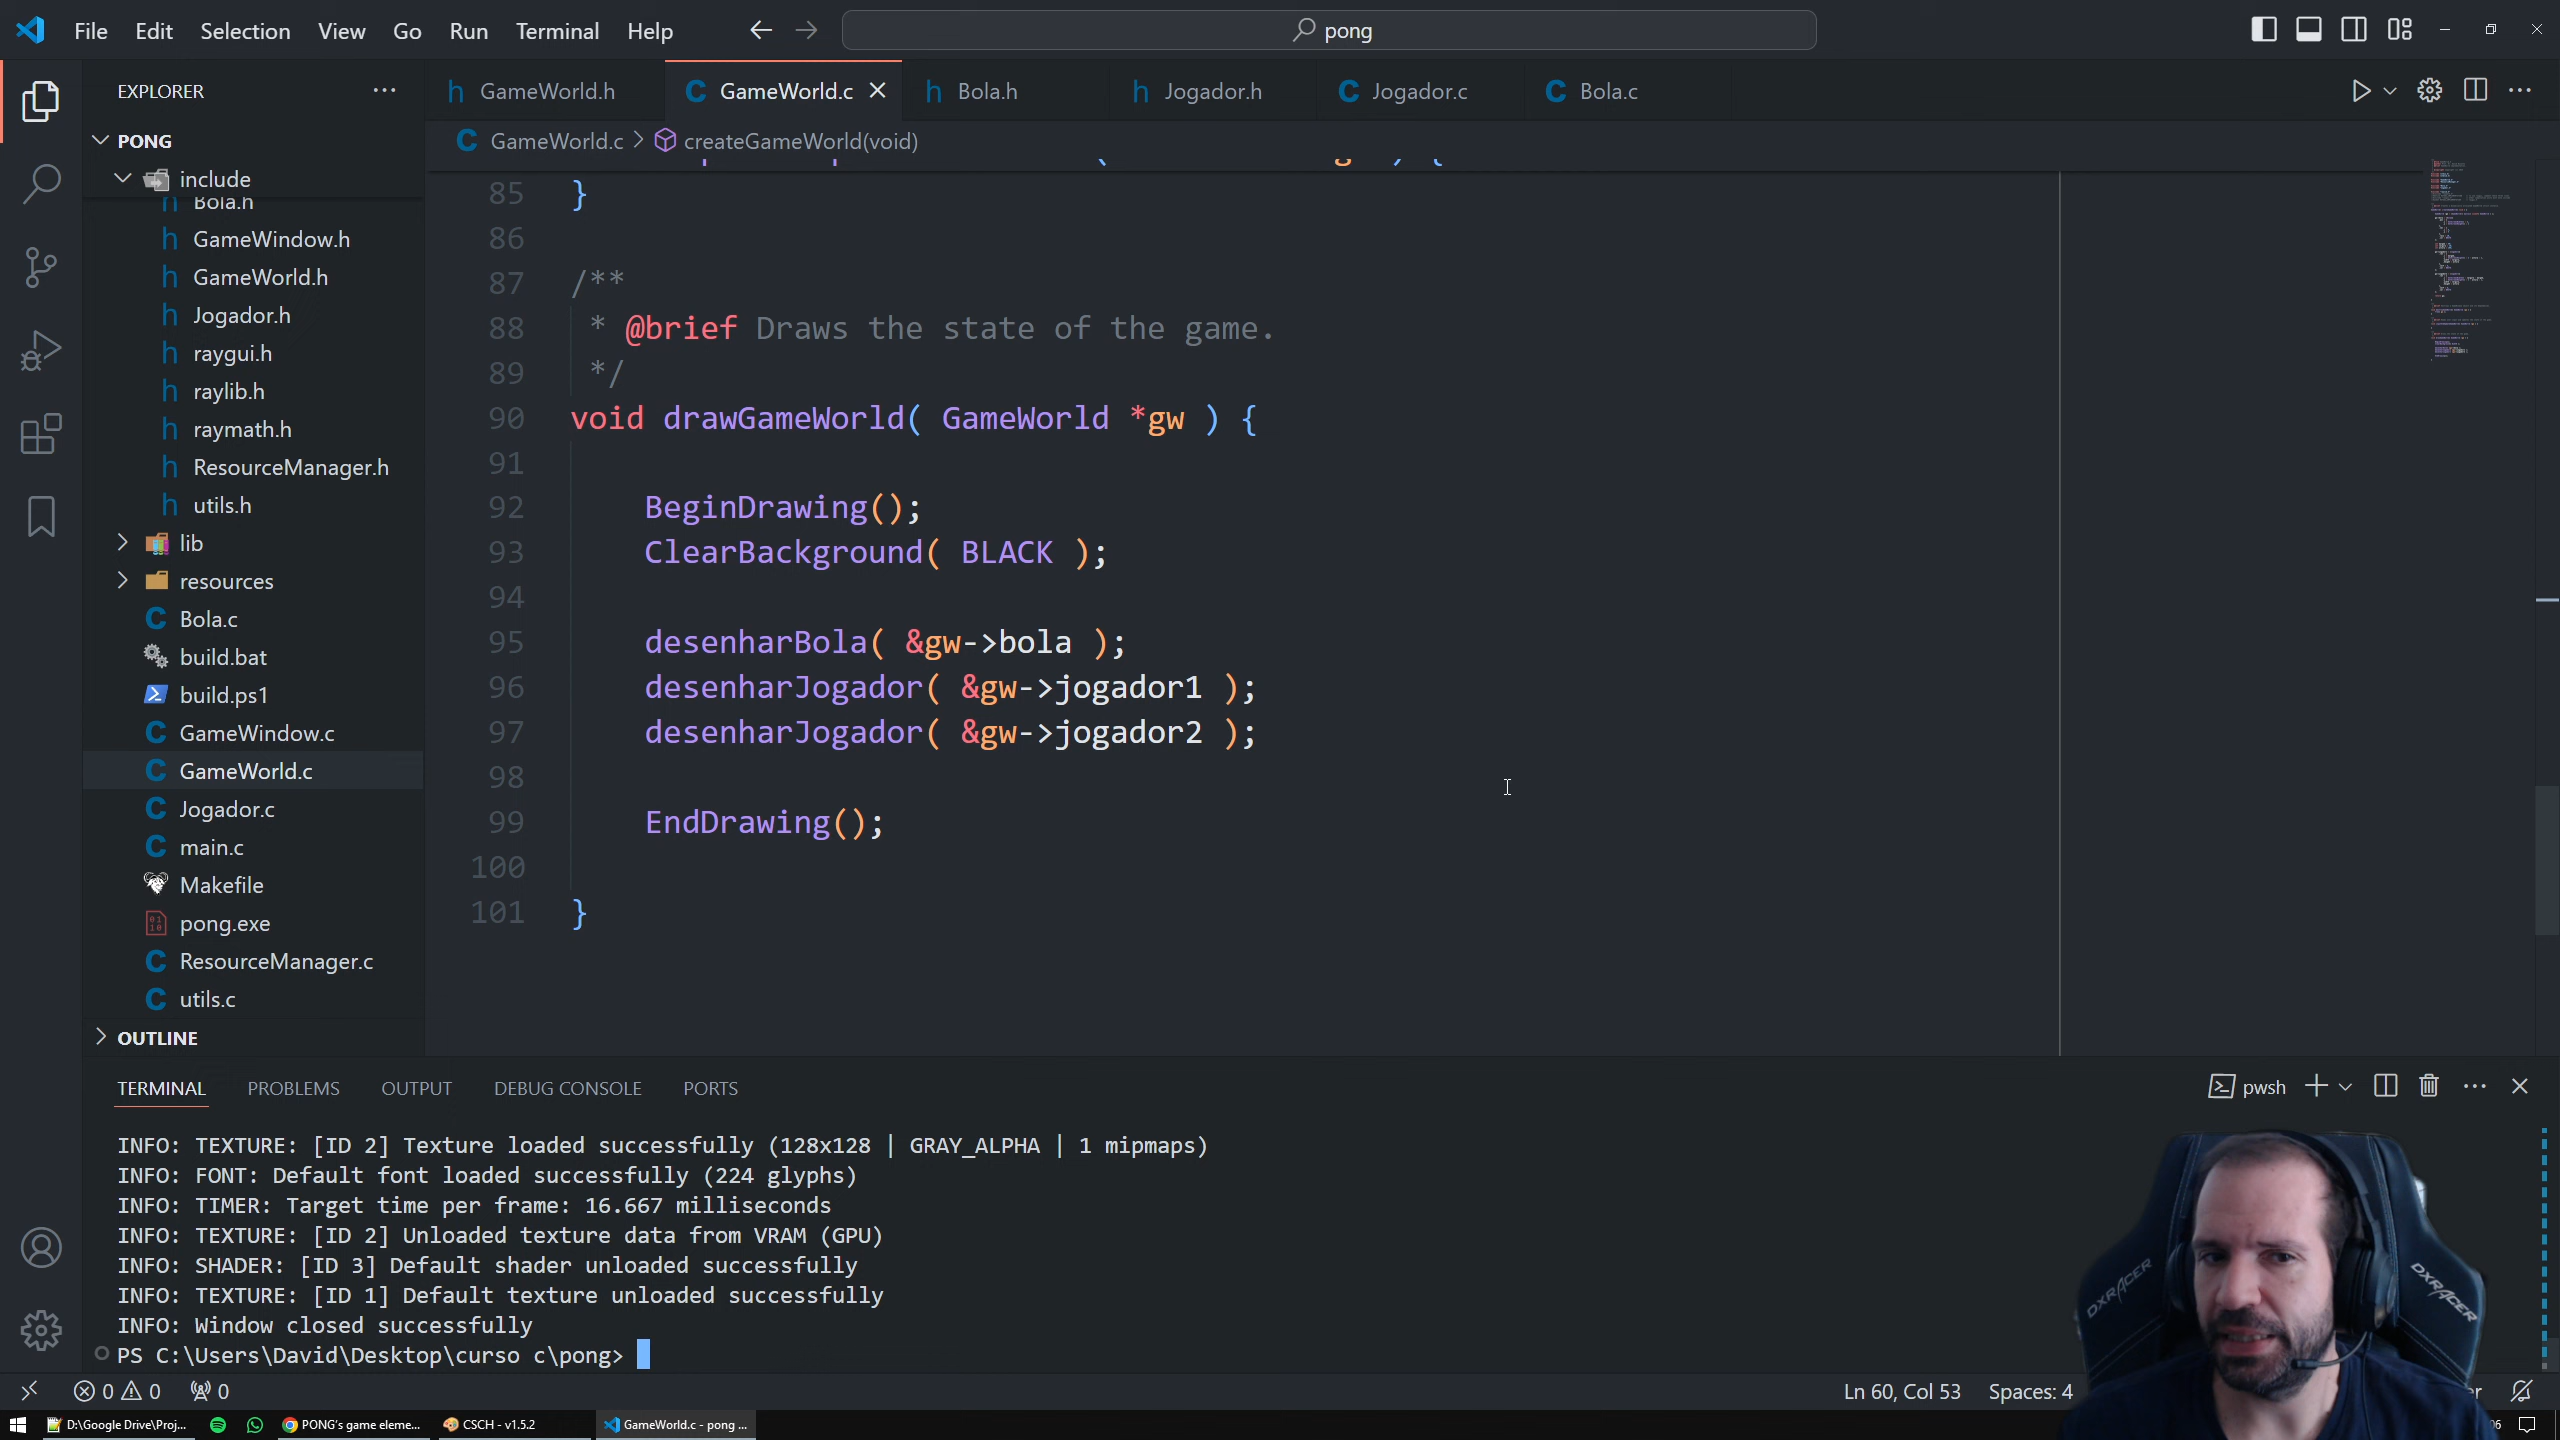 File Edit Selection View Go Run Terminal Help
pong
EXPLORER
GameWorld.h
GameWorld.c
Bola.h
Jogador.h
Jogador.c
Bola.c
PONG
GameWorld.c > createGameWorld(void)
include
Bola.h
GameWindow.h
GameWorld.h
Jogador.h
raygui.h
raylib.h
raymath.h
ResourceManager.h
utils.h
lib
resources
Bola.c
build.bat
build.ps1
GameWindow.c
GameWorld.c
Jogador.c
main.c
Makefile
pong.exe
ResourceManager.c
utils.c
OUTLINE
85 }
86
87 /**
88 * @brief Draws the state of the game.
89 */
90 void drawGameWorld( GameWorld *gw ) {
91
92 BeginDrawing();
93 ClearBackground( BLACK );
94
95 desenharBola( &gw->bola );
96 desenharJogador( &gw->jogador1 );
97 desenharJogador( &gw->jogador2 );
98
99 EndDrawing();
100
101 }
TERMINAL PROBLEMS OUTPUT DEBUG CONSOLE PORTS
pwsh
INFO: TEXTURE: [ID 2] Texture loaded successfully (128x128 | GRAY_ALPHA | 1 mipmaps)
INFO: FONT: Default font loaded successfully (224 glyphs)
INFO: TIMER: Target time per frame: 16.667 milliseconds
INFO: TEXTURE: [ID 2] Unloaded texture data from VRAM (GPU)
INFO: SHADER: [ID 3] Default shader unloaded successfully
INFO: TEXTURE: [ID 1] Default texture unloaded successfully
INFO: Window closed successfully
PS C:\Users\David\Desktop\curso c\pong>
DXRACER
DXRACER
0 0 0
Ln 60, Col 53 Spaces: 4
D:\Google Drive\Proj...
PONG's game eleme...
CSCH - v1.5.2
GameWorld.c - pong ...